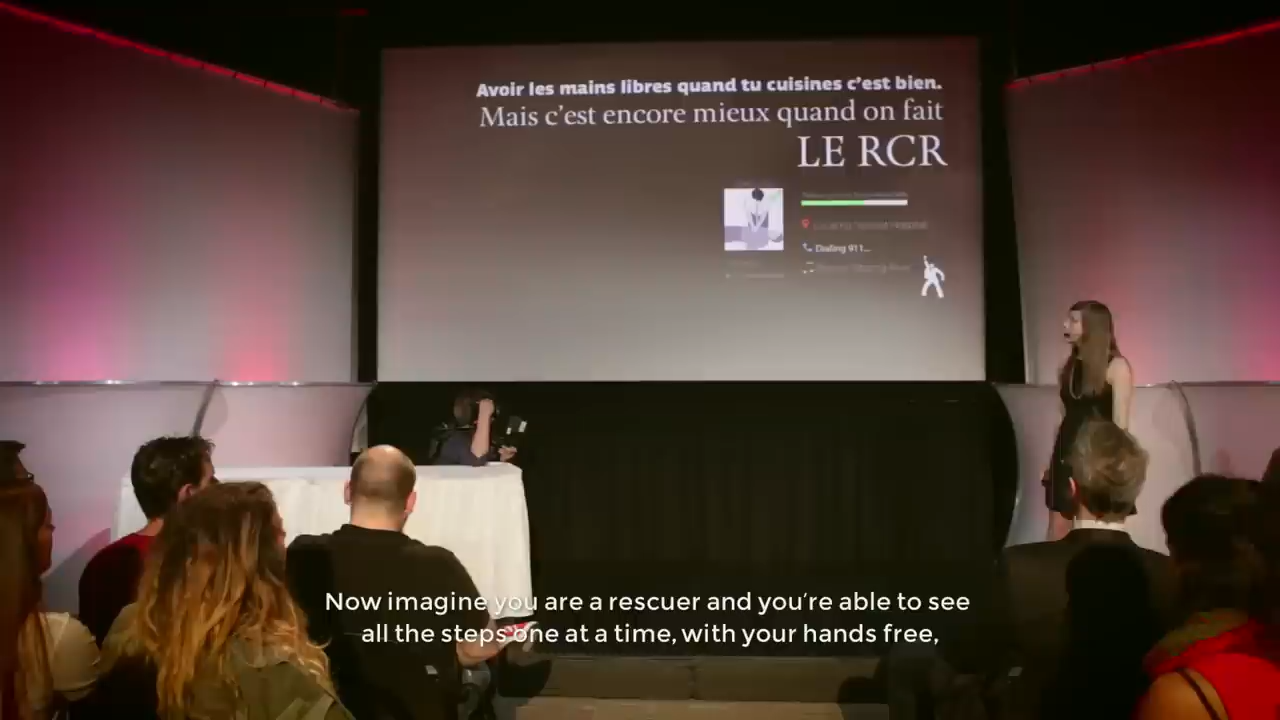 Avoir les mains libres quand tu cuisines c'est bien.
Mais c'est encore mieux quand on fait
LE RCR
Dialing 911...
Now imagine you are a rescuer and you're able to see
all the steps one at a time, with your hands free,